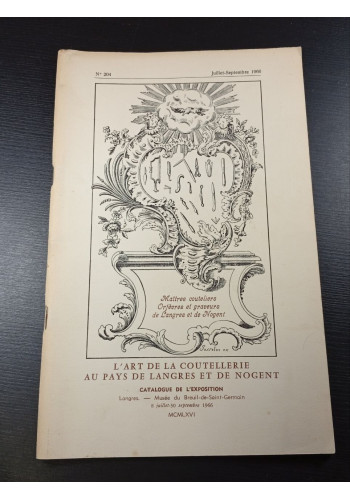 N° 204 Juillet-Septembre 1966
Maîtres couteliers
Orfèvres et graveurs
de Langres et de Nogent
L'ART DE LA COUTELLERIE
AU PAYS DE LANGRES ET DE NOGENT
CATALOGUE DE L'EXPOSITION
Langres. — Musée du Breuil-de-Saint-Germain
juillet-30 septembre 1966
MCMLXVI